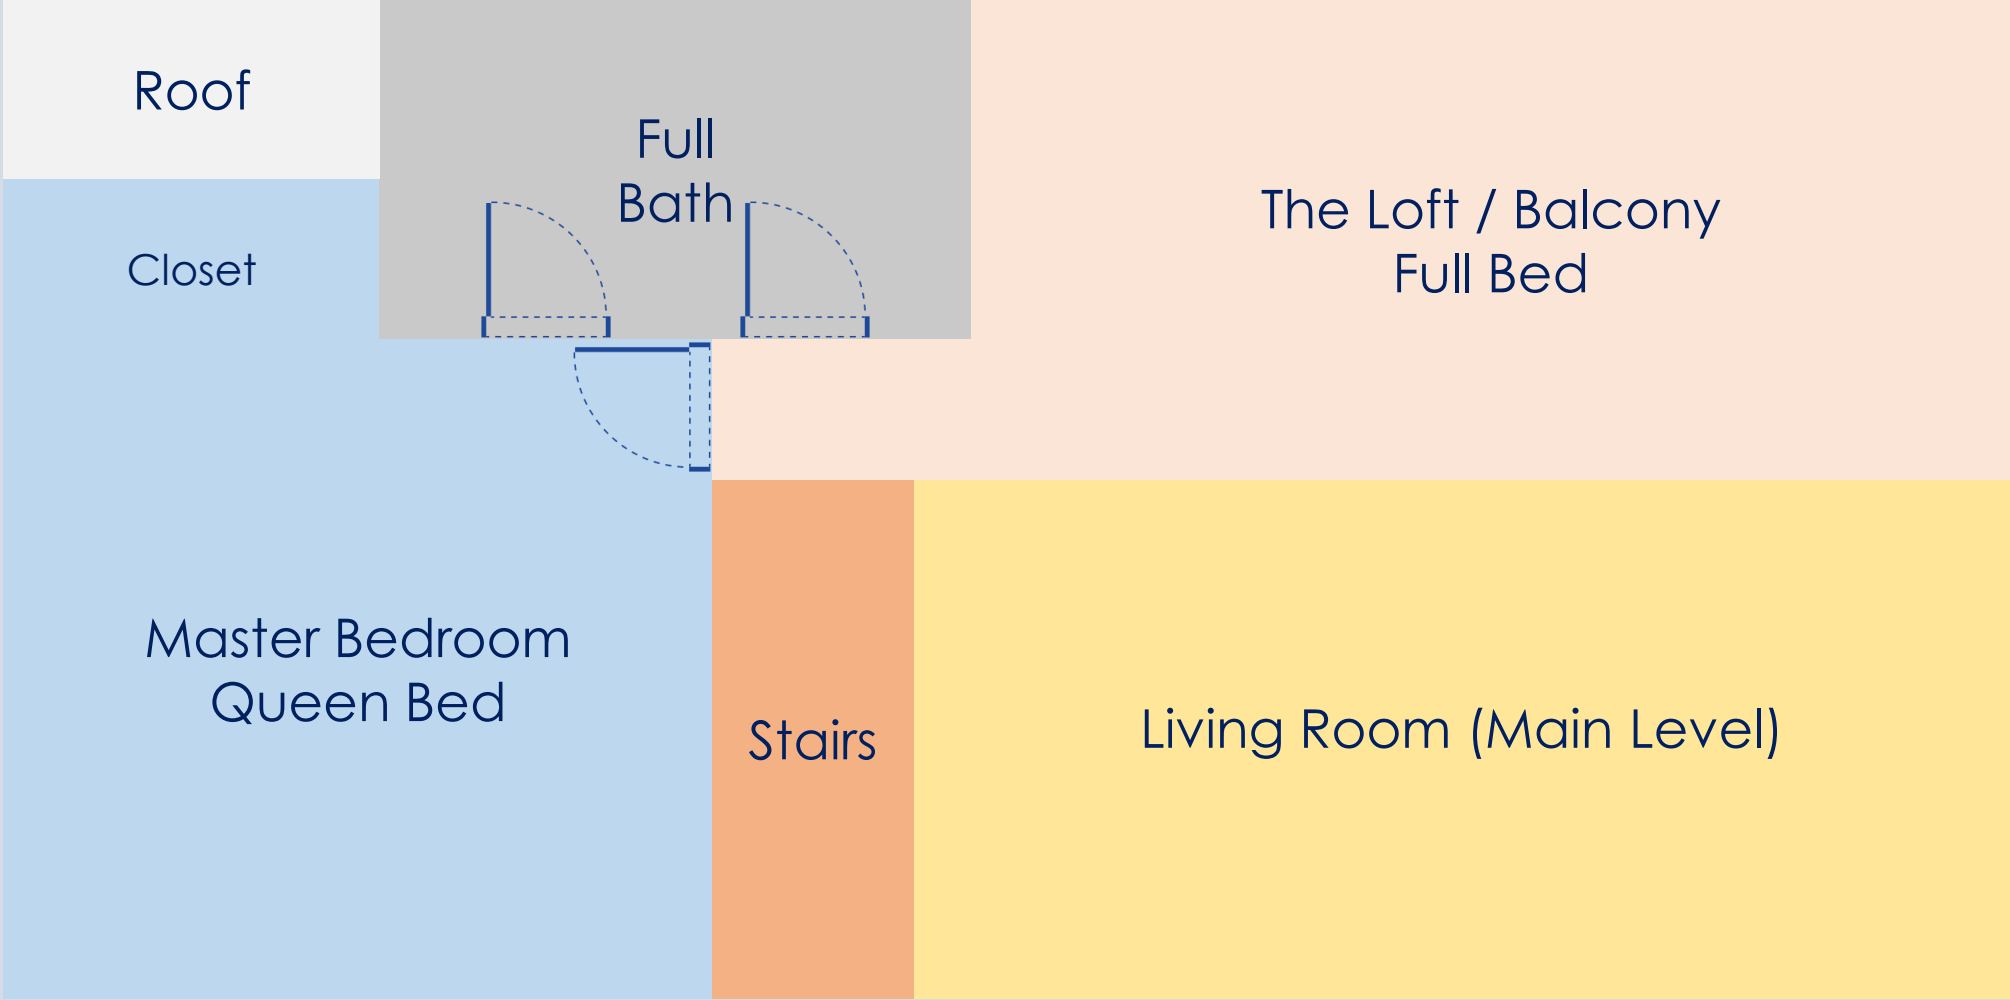 Roof
Full
Bath
The Loft / Balcony
Full Bed
Closet
Master Bedroom
Queen Bed
Stairs
Living Room (Main Level)